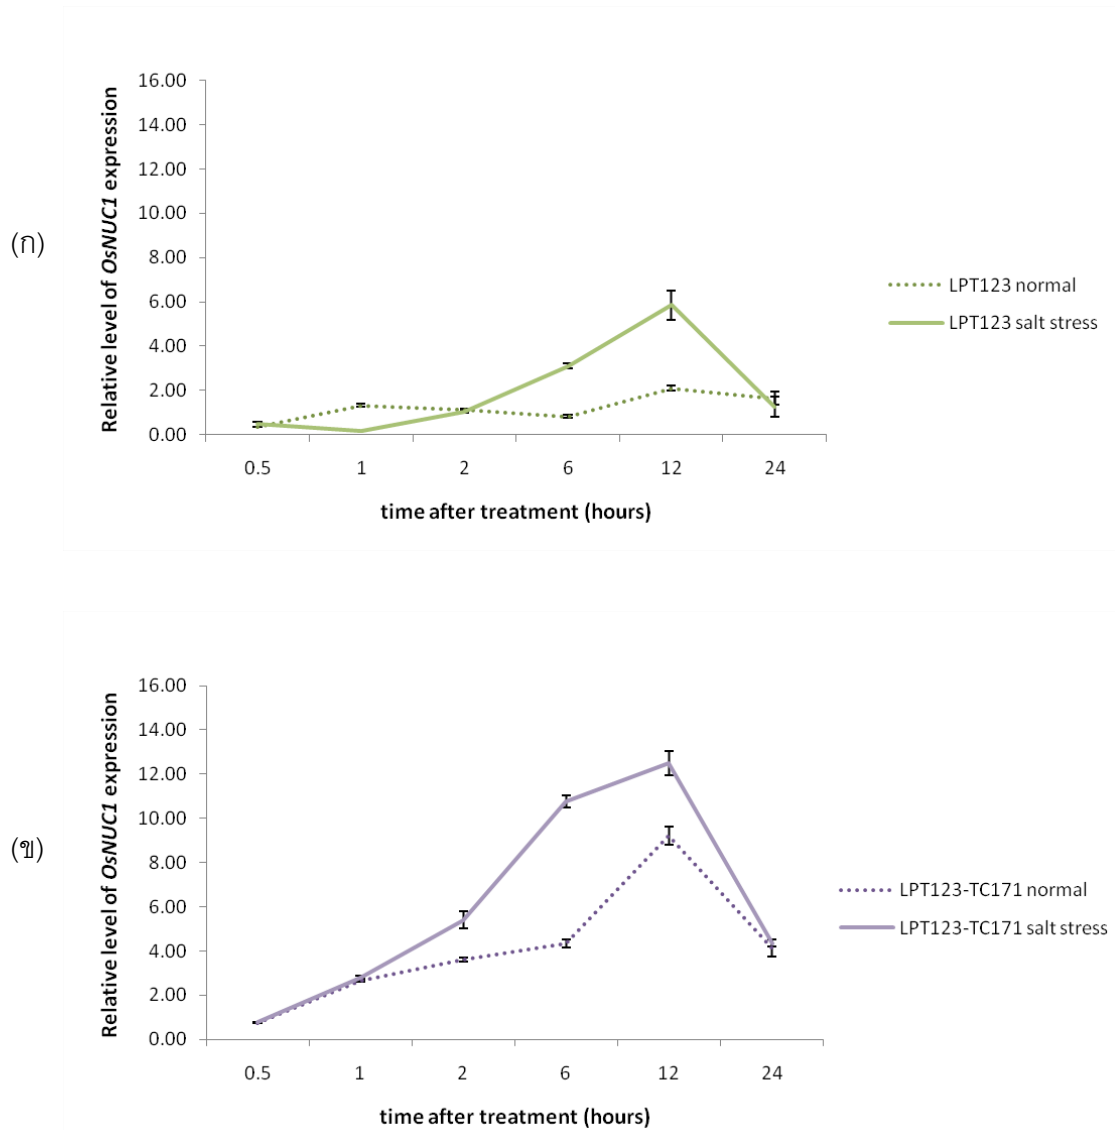 16.00
14.00
12.00
10.00
8.00
6.00
4.00
2.00
0.00
Relative level of OsNUC1 expression
(ก)
LPT123 normal
LPT123 salt stress
0.5 1 2 6 12 24
time after treatment (hours)
16.00
14.00
12.00
10.00
8.00
6.00
4.00
2.00
0.00
Relative level of OsNUC1 expression
(ข)
LPT123-TC171 normal
LPT123-TC171 salt stress
0.5 1 2 6 12 24
time after treatment (hours)